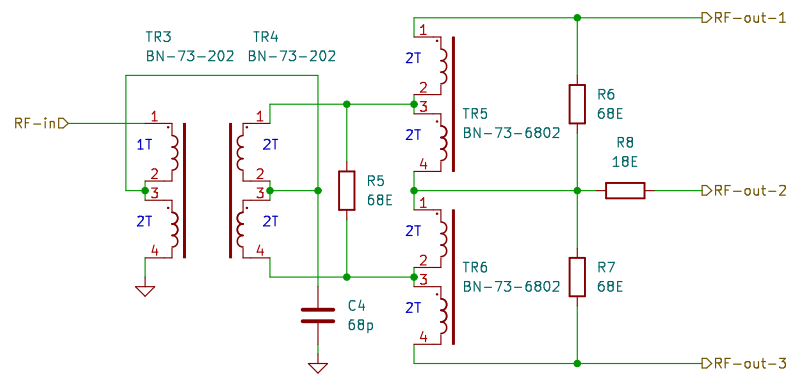 RF-out-1
1
TR3
TR4
BN-73-202
BN-73-202
2T
2
3
R6
68E
TR5
BN-73-6802
RF-in
1
1
1T
2T
2T
R8
18E
4
2
2
R5
68E
RF-out-2
3
3
1
2T
2T
2T
4
4
2
TR6
BN-73-6802
R7
68E
3
C4
68p
2T
4
RF-out-3